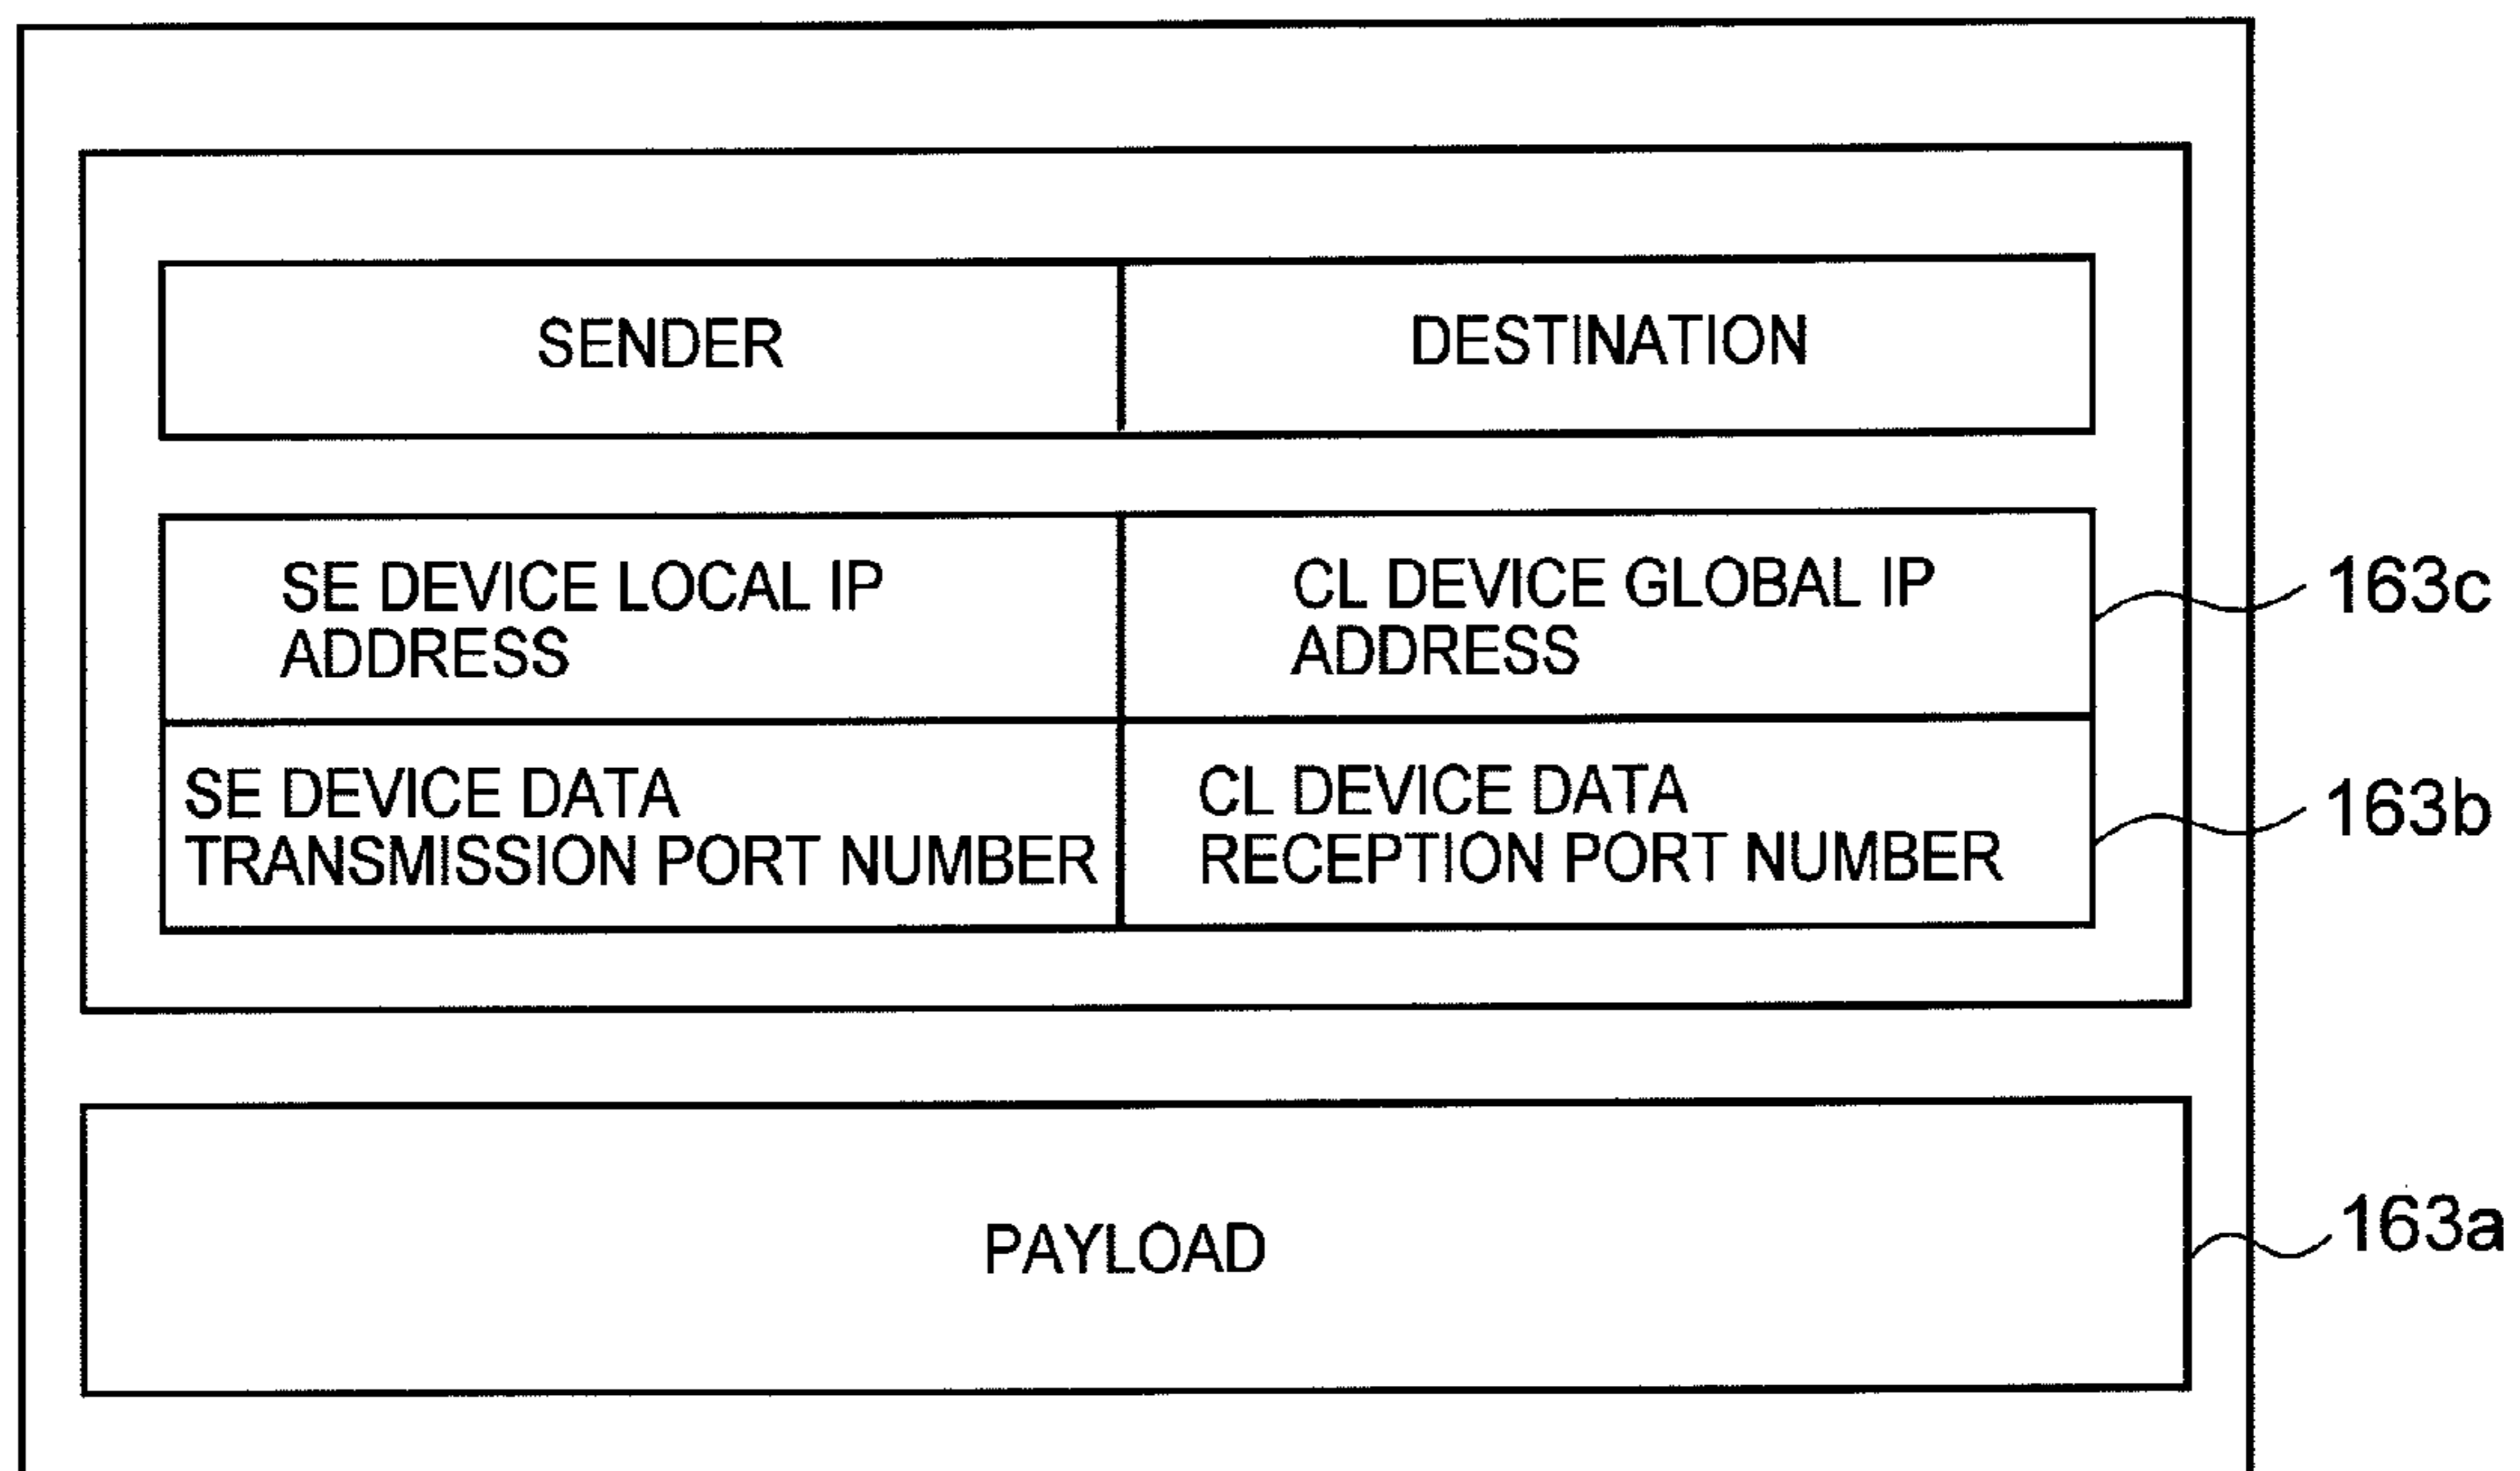 SENDER
DESTINATION
SE DEVICE LOCAL IP
ADDRESS
CL DEVICE GLOBAL IP
ADDRESS
163c
SE DEVICE DATA
TRANSMISSION PORT NUMBER
CL DEVICE DATA
RECEPTION PORT NUMBER
163b
PAYLOAD
163a